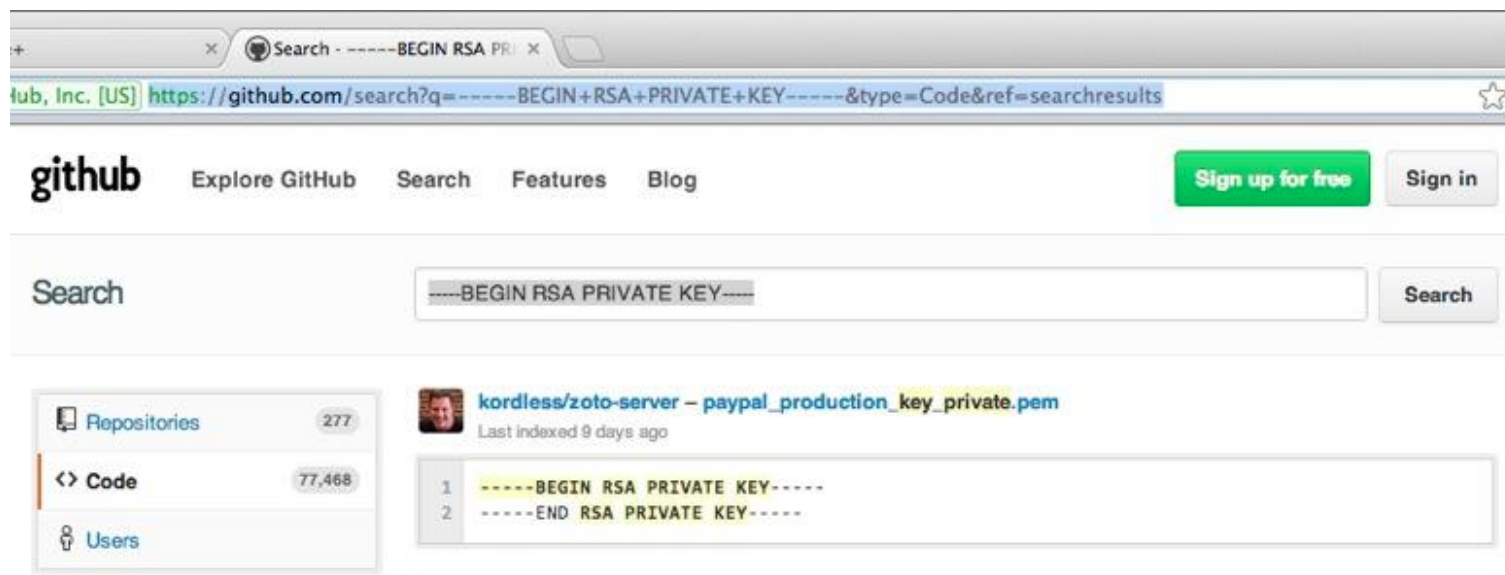 Search - -----BEGIN RSA PR
Hub, Inc. [US] https://github.com/search?q=------BEGIN+RSA+PRIVATE+KEY-----&type=Code&ref=searchresults
github Explore GitHub Search Features Blog Sign up for free Sign in
Search -----BEGIN RSA PRIVATE KEY----- Search
Repositories 277
Code 77,468
Users
kordless/zoto-server – paypal_production_key_private.pem
Last indexed 9 days ago
1 -----BEGIN RSA PRIVATE KEY-----
2 -----END RSA PRIVATE KEY-----